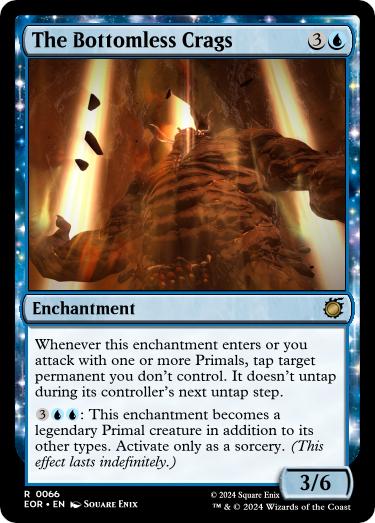 The Bottomless Crags 3
Enchantment
Whenever this enchantment enters or you
attack with one or more Primals, tap target
permanent you don't control. It doesn't untap
during its controller's next untap step.
3: This enchantment becomes a
legendary Primal creature in addition to its
other types. Activate only as a sorcery. (This
effect lasts indefinitely.)
3/6
R 0066
EOR • EN SQUARE ENIX
© 2024 Square Enix
™ & © 2024 Wizards of the Coast